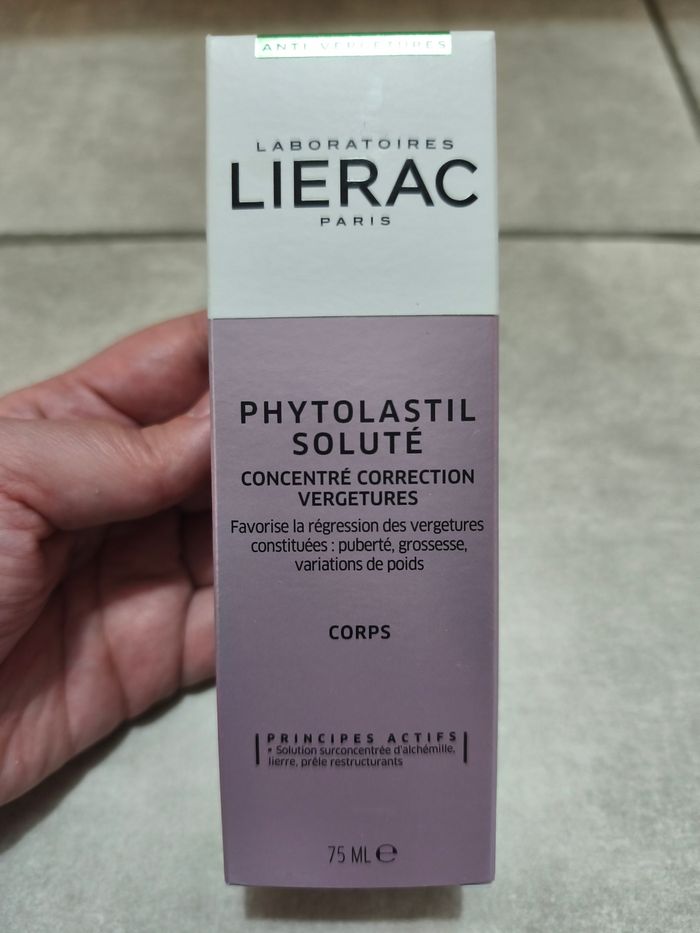 ANTI-VERGETURES
LABORATOIRES
LIERAC
PARIS
PHYTOLASTIL
SOLUTÉ
CONCENTRÉ CORRECTION
VERGETURES
Favorise la régression des vergetures
constituées : puberté, grossesse,
variations de poids
CORPS
PRINCIPES ACTIFS
• Solution surconcentrée d'alchémille,
lierre, prêle restructurants
75 ML ℮